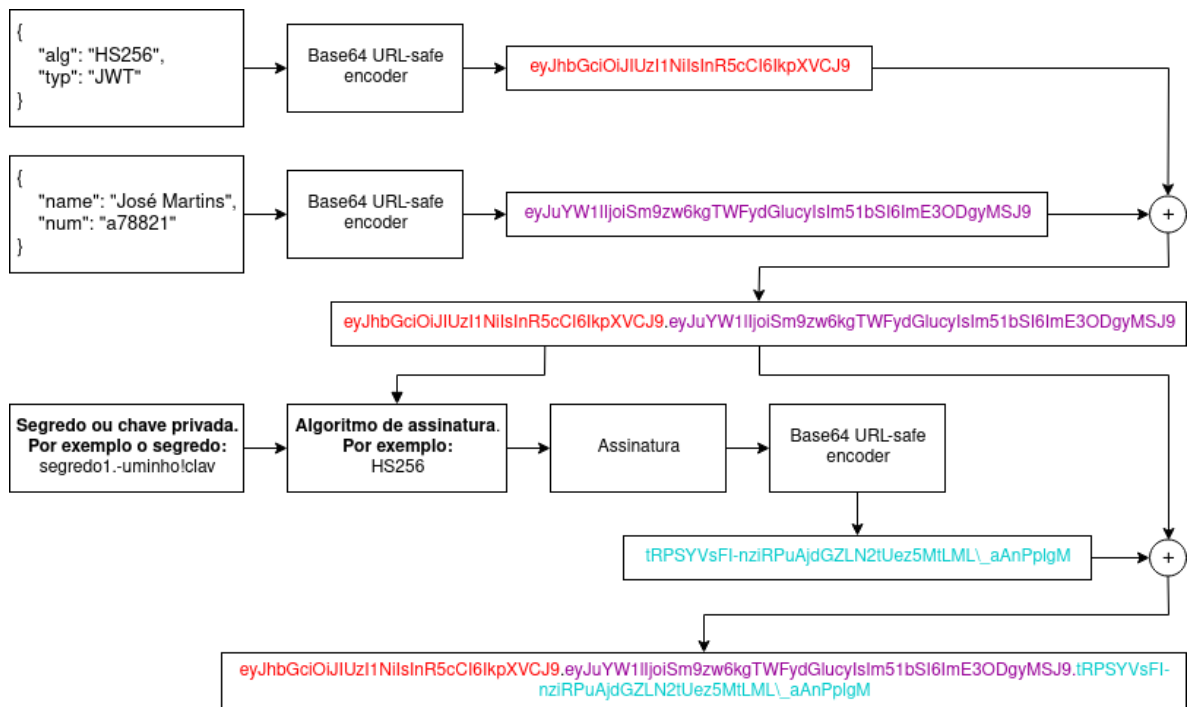 {
"alg": "HS256",
"typ": "JWT"
}
Base64 URL-safe
encoder
eyJhbGciOiJIUzI1NiIsInR5cCI6IkpXVCJ9
{
"name": "José Martins",
"num": "a78821"
}
Base64 URL-safe
encoder
eyJuYW1lIjoiSm9zw6kgTWFydGlucyIsIm51bSI6ImE3ODgyMSJ9
+
eyJhbGciOiJIUzI1NiIsInR5cCI6IkpXVCJ9.eyJuYW1lIjoiSm9zw6kgTWFydGlucyIsIm51bSI6ImE3ODgyMSJ9
Segredo ou chave privada.
Por exemplo o segredo:
segredo1.-uminho!clav
Algoritmo de assinatura.
Por exemplo:
HS256
Assinatura
Base64 URL-safe
encoder
tRPSYVsFI-nziRPuAjdGZLN2tUez5MtLML\_aAnPplgM
+
eyJhbGciOiJIUzI1NiIsInR5cCI6IkpXVCJ9.eyJuYW1lIjoiSm9zw6kgTWFydGlucyIsIm51bSI6ImE3ODgyMSJ9.tRPSYVsFI-
nziRPuAjdGZLN2tUez5MtLML\_aAnPplgM